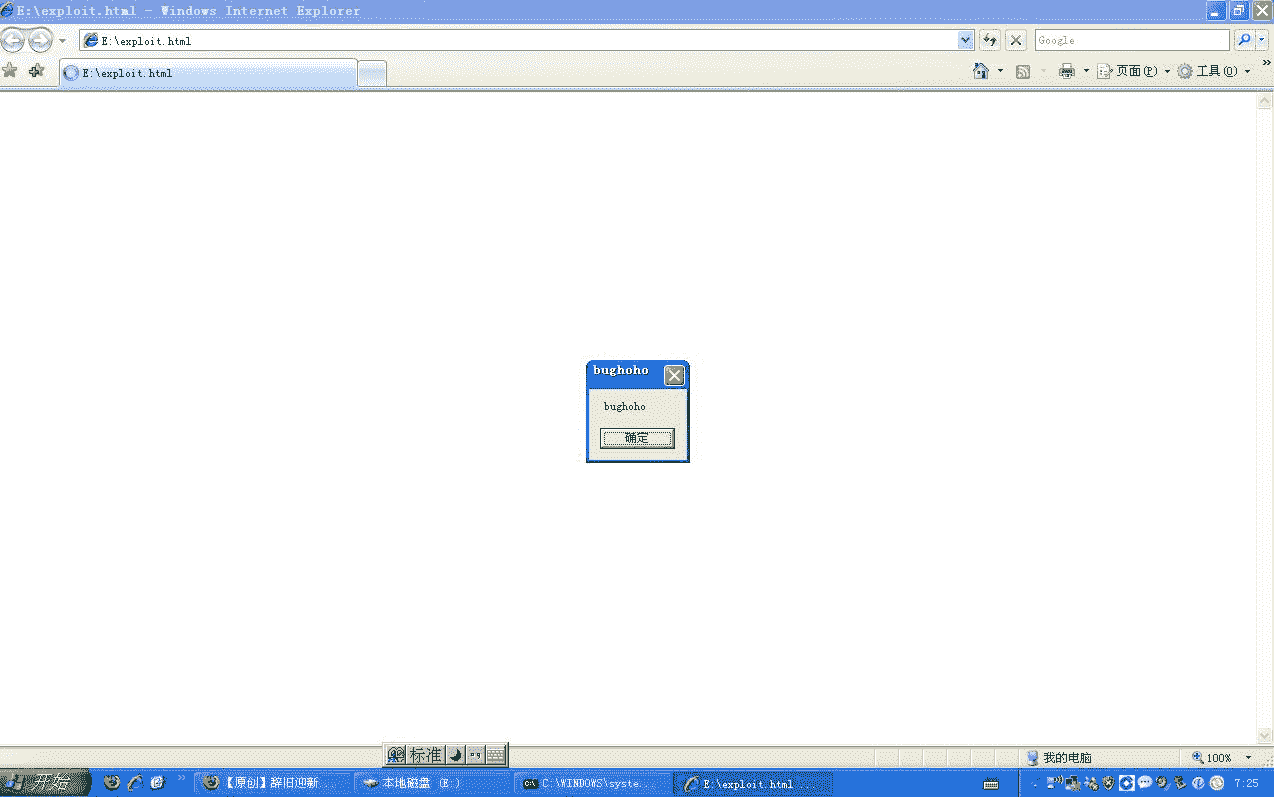 E:\exploit.html - Windows Internet Explorer
E:\exploit.html
Google
E:\exploit.html
页面(P)
工具(O)
bughoho
bughoho
确定
标准
我的电脑
100%
开始
【原创】辞旧迎新...
本地磁盘 (E:)
C:\WINDOWS\syste...
E:\exploit.html ...
7:25